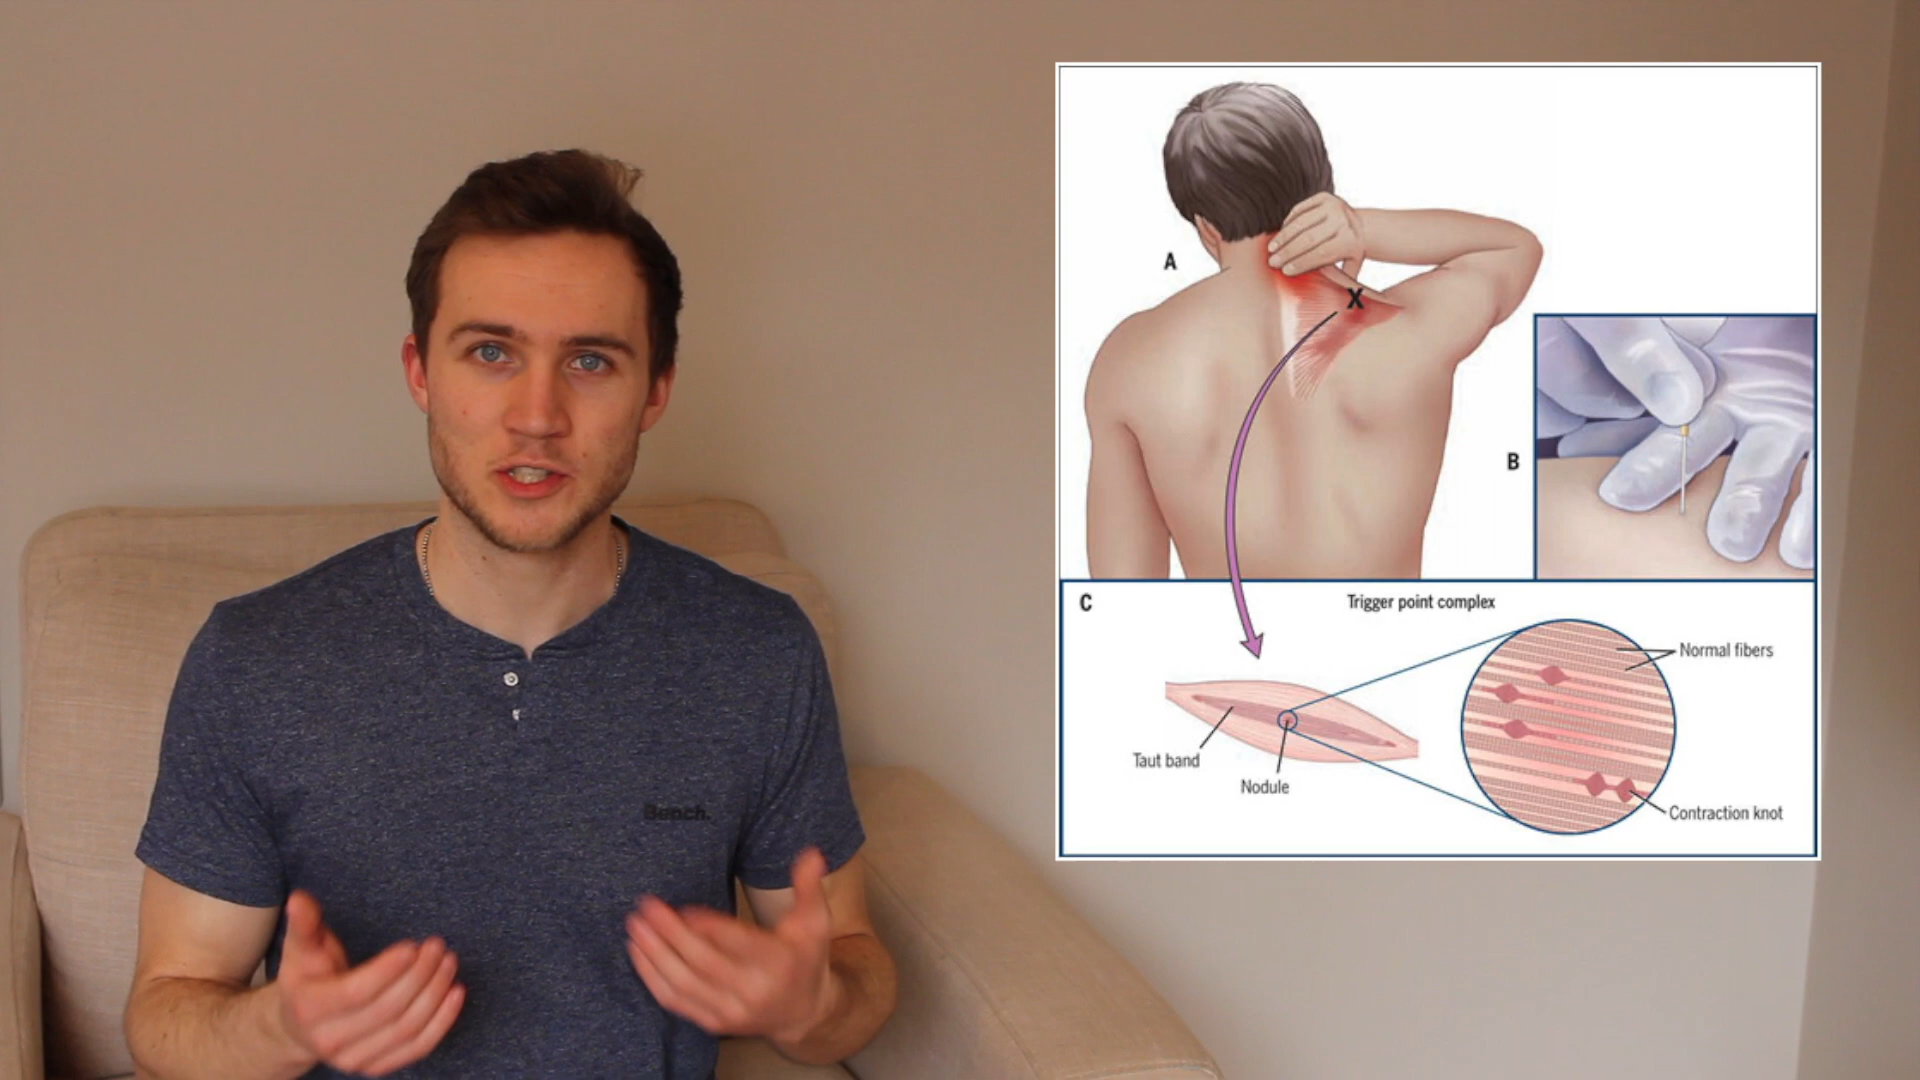 Bench.
A
X
B
C
Trigger point complex
Normal fibers
Taut band
Nodule
Contraction knot